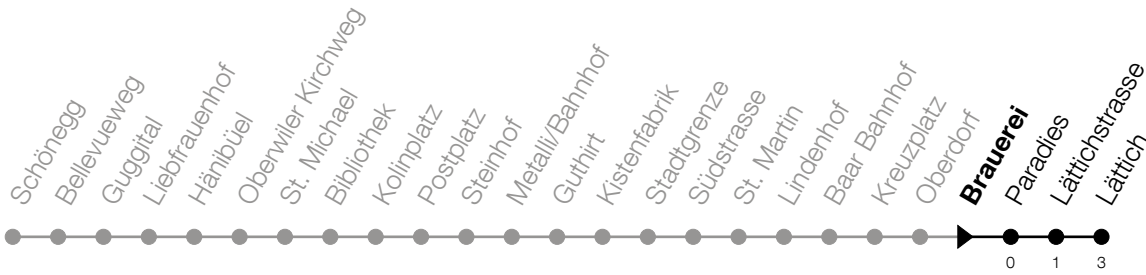 Schönegg
Bellevueweg
Guggital
Liebfrauenhof
Hänibüel
Oberwiler Kirchweg
St. Michael
Bibliothek
Kolinplatz
Postplatz
Steinhof
Metalli/Bahnhof
Guthirt
Kistenfabrik
Stadtgrenze
Südstrasse
St. Martin
Lindenhof
Baar Bahnhof
Kreuzplatz
Oberdorf
Brauerei
Paradies
Lättichstrasse
Lättich
0 1 3